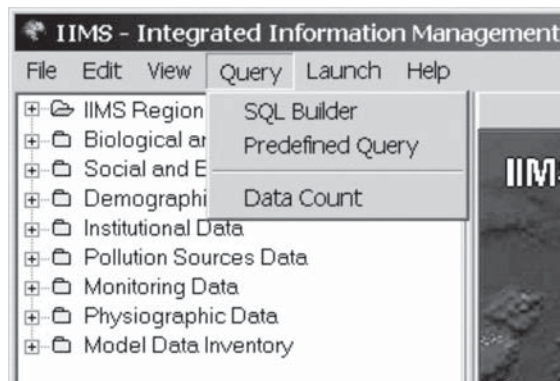 IIMS - Integrated Information Management
File Edit View Query Launch Help
SQL Builder
Predefined Query
Data Count
IIMS Region
Biological
Social and
Demographi
Institutional Data
Pollution Sources Data
Monitoring Data
Physiographic Data
Model Data Inventory
IIM